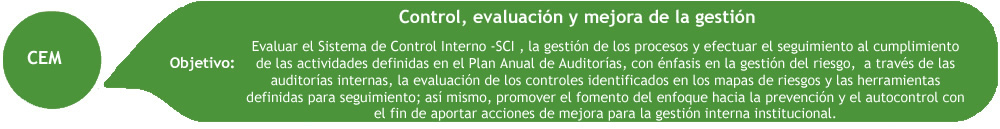 Control, evaluación y mejora de la gestión
CEM
Objetivo:
Evaluar el Sistema de Control Interno -SCI , la gestión de los procesos y efectuar el seguimiento al cumplimiento
de las actividades definidas en el Plan Anual de Auditorías, con énfasis en la gestión del riesgo, a través de las
auditorías internas, la evaluación de los controles identificados en los mapas de riesgos y las herramientas
definidas para seguimiento; así mismo, promover el fomento del enfoque hacia la prevención y el autocontrol con
el fin de aportar acciones de mejora para la gestión interna institucional.